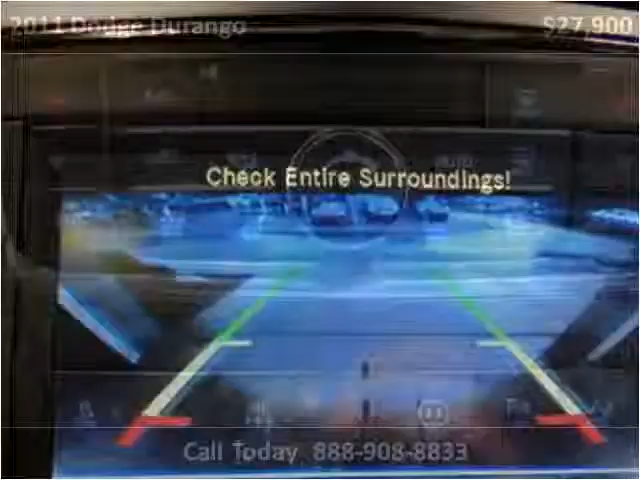 2011 Dodge Durango $27,900
Check Entire Surroundings!
Call Today 888-908-8833